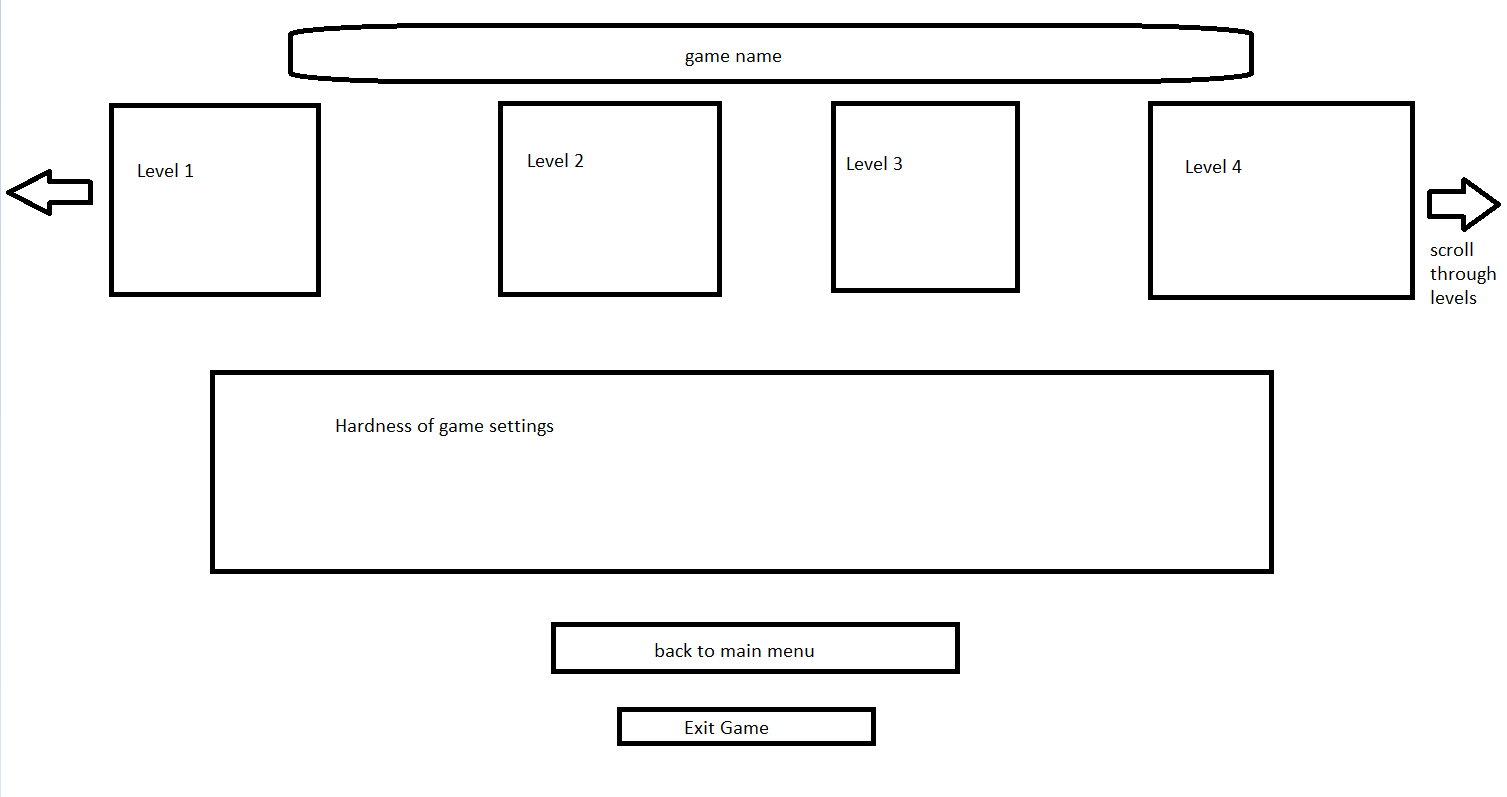 game name
Level 1
Level 2
Level 3
Level 4
scroll
through
levels
Hardness of game settings
back to main menu
Exit Game